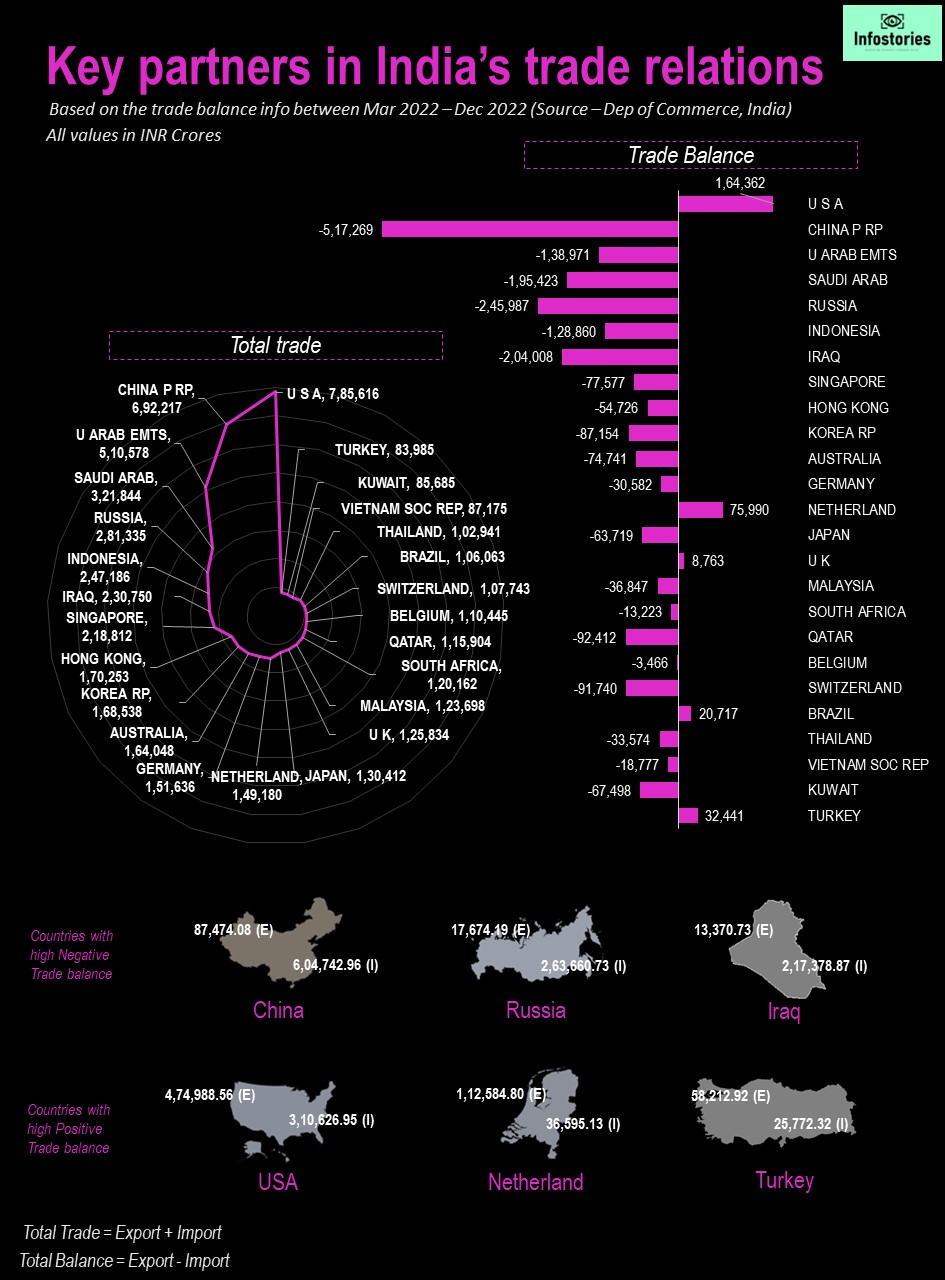 Infostories
Key partners in India's trade relations
Based on the trade balance info between Mar 2022 – Dec 2022 (Source – Dep of Commerce, India)
All values in INR Crores
Trade Balance
1,64,362
U S A
-5,17,269 CHINA P RP
-1,38,971 U ARAB EMTS
-1,95,423 SAUDI ARAB
-2,45,987 RUSSIA
-1,28,860 INDONESIA
-2,04,008 IRAQ
-77,577 SINGAPORE
-54,726 HONG KONG
-87,154 KOREA RP
-74,741 AUSTRALIA
-30,582 GERMANY
75,990 NETHERLAND
-63,719 JAPAN
8,763 U K
-36,847 MALAYSIA
-13,223 SOUTH AFRICA
-92,412 QATAR
-3,466 BELGIUM
-91,740 SWITZERLAND
20,717 BRAZIL
-33,574 THAILAND
-18,777 VIETNAM SOC REP
-67,498 KUWAIT
32,441 TURKEY
Total trade
U S A, 7,85,616
TURKEY, 83,985
KUWAIT, 85,685
VIETNAM SOC REP, 87,175
THAILAND, 1,02,941
BRAZIL, 1,06,063
SWITZERLAND, 1,07,743
BELGIUM, 1,10,445
QATAR, 1,15,904
SOUTH AFRICA,
1,20,162
MALAYSIA, 1,23,698
U K, 1,25,834
JAPAN, 1,30,412
NETHERLAND,
1,49,180
GERMANY,
1,51,636
AUSTRALIA,
1,64,048
KOREA RP,
1,68,538
HONG KONG,
1,70,253
SINGAPORE,
2,18,812
IRAQ, 2,30,750
INDONESIA,
2,47,186
RUSSIA,
2,81,335
SAUDI ARAB,
3,21,844
U ARAB EMTS,
5,10,578
CHINA P RP,
6,92,217
Countries with
high Negative
Trade balance
87,474.08 (E)
6,04,742.96 (I)
China
17,674.19 (E)
2,63,660.73 (I)
Russia
13,370.73 (E)
2,17,378.87 (I)
Iraq
Countries with
high Positive
Trade balance
4,74,988.56 (E)
3,10,626.95 (I)
USA
1,12,584.80 (E)
36,595.13 (I)
Netherland
58,212.92 (E)
25,772.32 (I)
Turkey
Total Trade = Export + Import
Total Balance = Export - Import